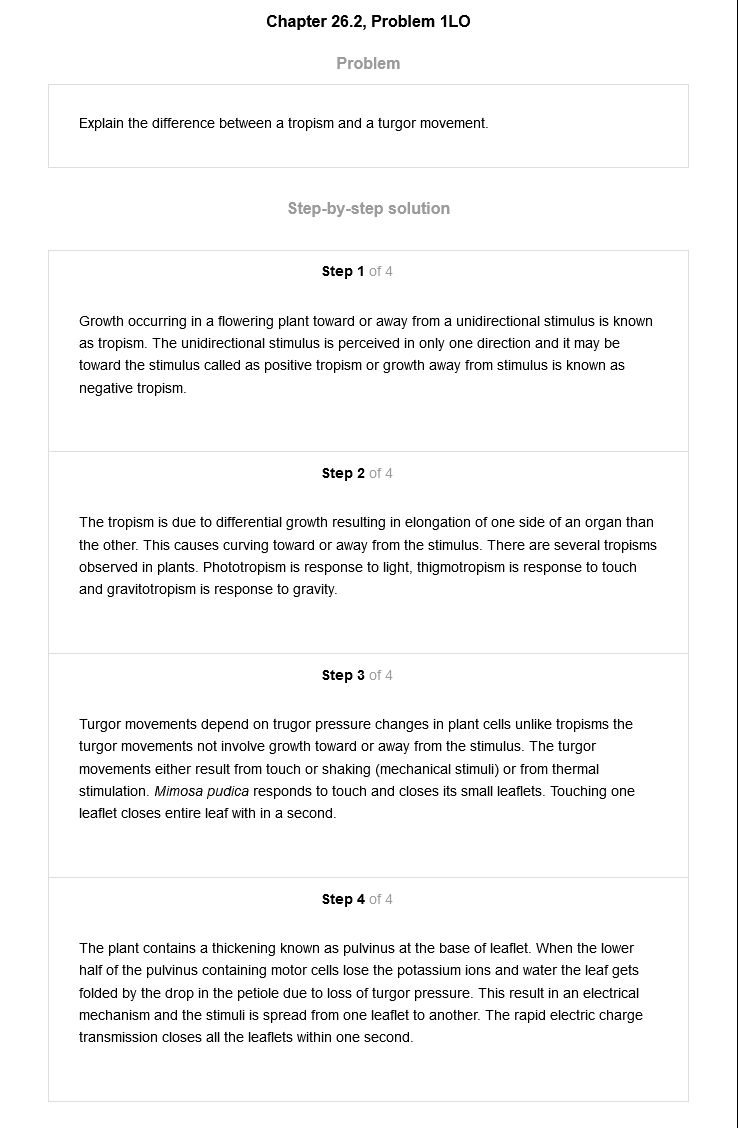 Chapter 26.2, Problem 1LO
Problem
Explain the difference between a tropism and a turgor movement.
Step-by-step solution
Step 1 of 4
Growth occurring in a flowering plant toward or away from a unidirectional stimulus is known
as tropism. The unidirectional stimulus is perceived in only one direction and it may be
toward the stimulus called as positive tropism or growth away from stimulus is known as
negative tropism.
Step 2 of 4
The tropism is due to differential growth resulting in elongation of one side of an organ than
the other. This causes curving toward or away from the stimulus. There are several tropisms
observed in plants. Phototropism is response to light, thigmotropism is response to touch
and gravitotropism is response to gravity.
Step 3 of 4
Turgor movements depend on trugor pressure changes in plant cells unlike tropisms the
turgor movements not involve growth toward or away from the stimulus. The turgor
movements either result from touch or shaking (mechanical stimuli) or from thermal
stimulation. Mimosa pudica responds to touch and closes its small leaflets. Touching one
leaflet closes entire leaf with in a second.
Step 4 of 4
The plant contains a thickening known as pulvinus at the base of leaflet. When the lower
half of the pulvinus containing motor cells lose the potassium ions and water the leaf gets
folded by the drop in the petiole due to loss of turgor pressure. This result in an electrical
mechanism and the stimuli is spread from one leaflet to another. The rapid electric charge
transmission closes all the leaflets within one second.